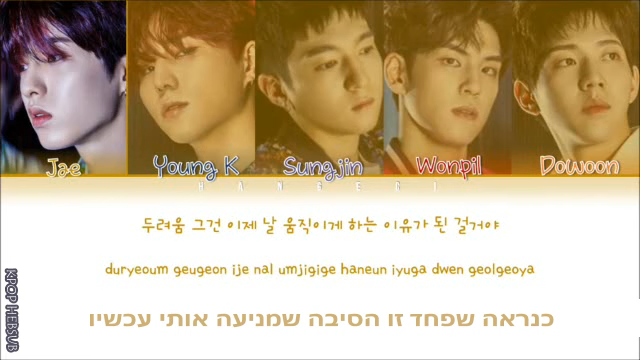 Jae Young K Sungjin Wonpil Dowoon
HANBEGI
두려움 그건 이제 날 움직이게 하는 이유가 된 걸거야
duryeoum geugeon ije nal umjigige haneun iyuga dwen geolgeoya
כנראה שפחד זו הסיבה שמניעה אותי עכשיו
KPOP HEBSUB